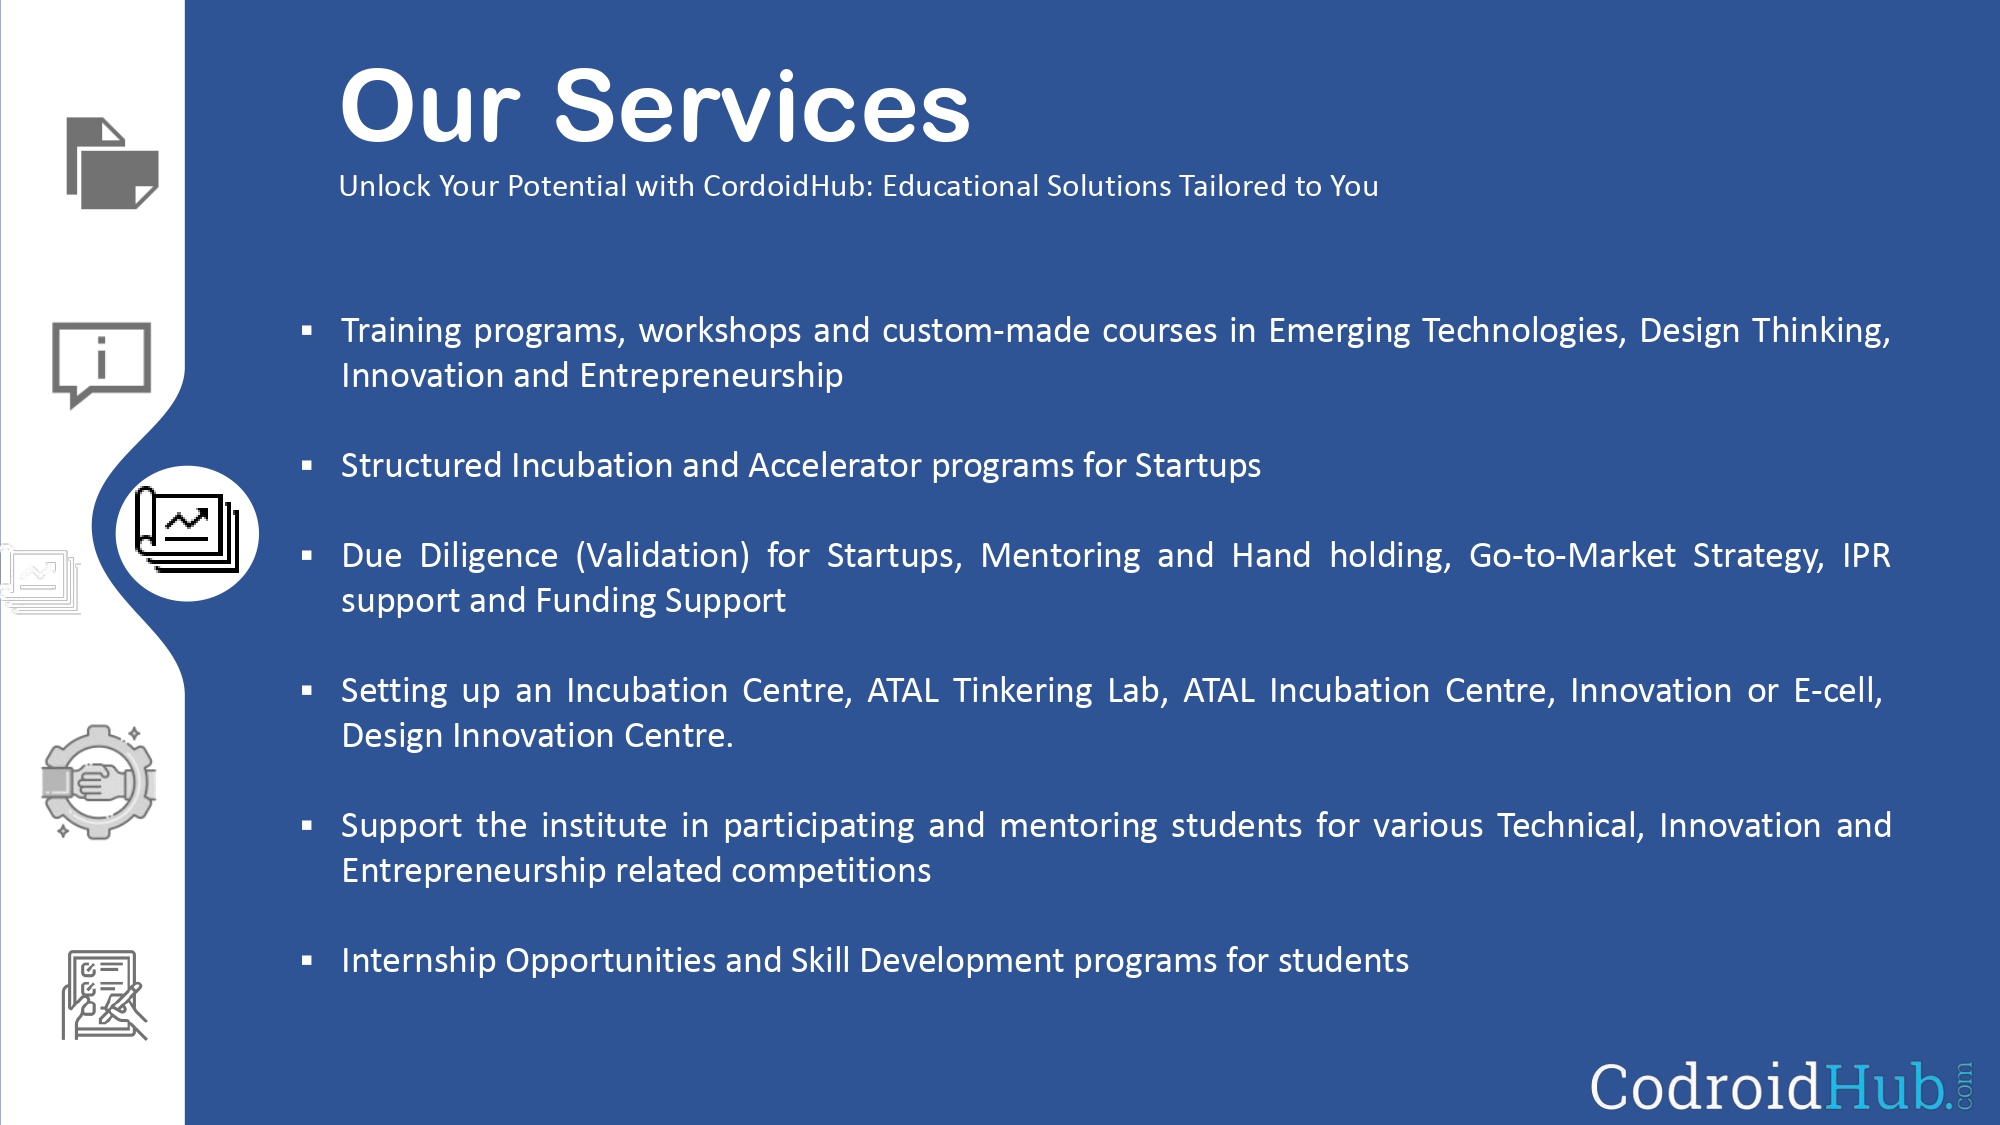 Our Services
Unlock Your Potential with CordoidHub: Educational Solutions Tailored to You
▪ Training programs, workshops and custom-made courses in Emerging Technologies, Design Thinking,
Innovation and Entrepreneurship
▪ Structured Incubation and Accelerator programs for Startups
▪ Due Diligence (Validation) for Startups, Mentoring and Hand holding, Go-to-Market Strategy, IPR
support and Funding Support
▪ Setting up an Incubation Centre, ATAL Tinkering Lab, ATAL Incubation Centre, Innovation or E-cell,
Design Innovation Centre.
▪ Support the institute in participating and mentoring students for various Technical, Innovation and
Entrepreneurship related competitions
▪ Internship Opportunities and Skill Development programs for students
CodroidHub.com